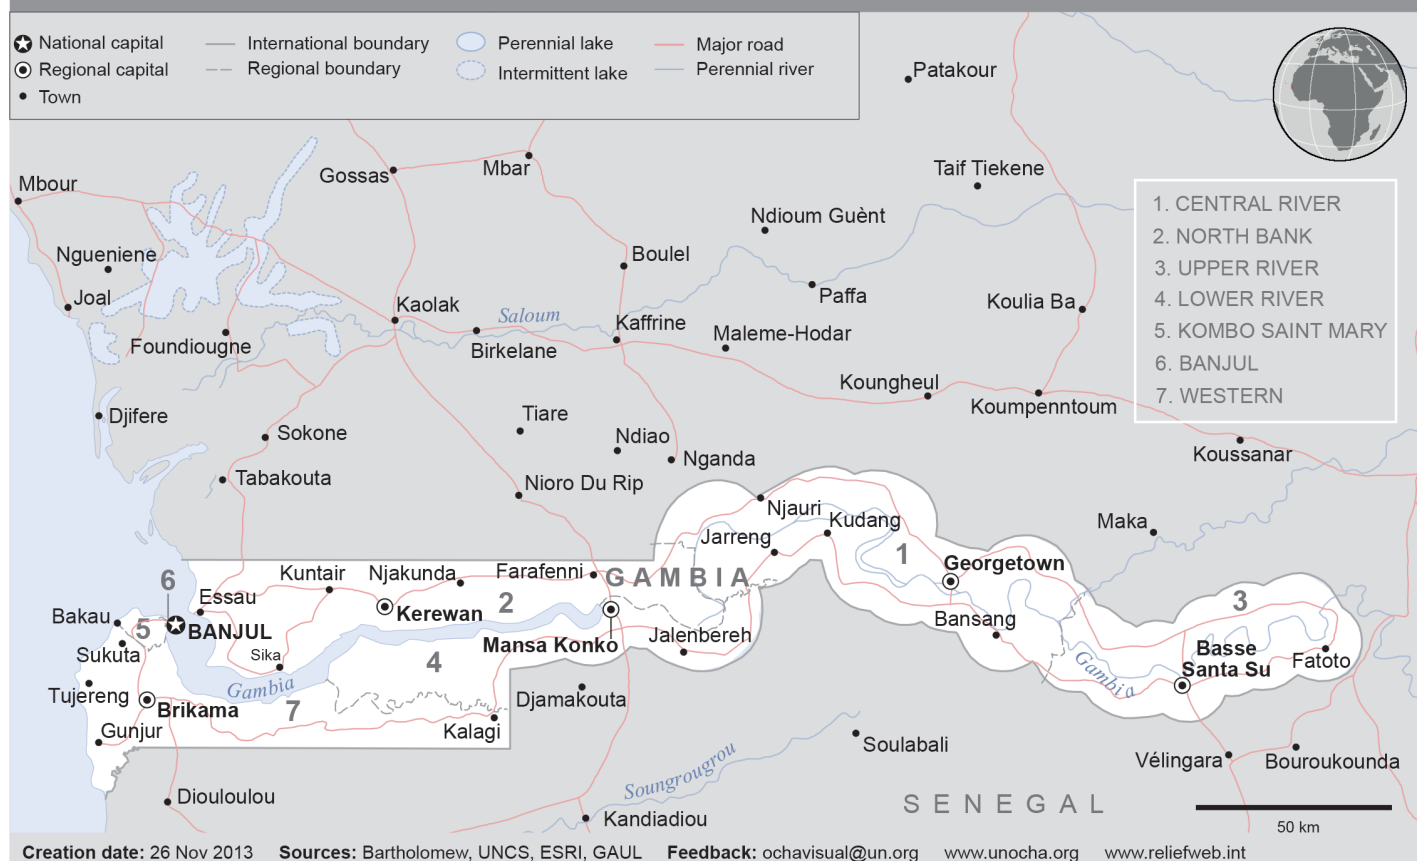 National capital
Regional capital
Town
International boundary
Regional boundary
Perennial lake
Intermittent lake
Major road
Perennial river
1. CENTRAL RIVER
2. NORTH BANK
3. UPPER RIVER
4. LOWER RIVER
5. KOMBO SAINT MARY
6. BANJUL
7. WESTERN
Patakour
Mbar
Gossas
Taif Tiekene
Mbour
Ndioum Guènt
Ngueniene
Boulel
Joal
Paffa
Koulia Ba
Kaolak
Saloum
Kaffrine
Maleme-Hodar
Foundiougne
Birkelane
Koungheul
Koumpenntoum
Djifere
Tiare
Sokone
Ndiao
Nganda
Koussanar
Tabakouta
Nioro Du Rip
Njauri
Kudang
Maka
Jarreng
1
Georgetown
6
Kuntair
Njakunda
Farafenni
GAMBIA
Essau
Kerewan
2
3
Bakau
5
BANJUL
Bansang
Sukuta
Sika
Mansa Konko
Jalenbereh
Basse
Santa Su
Fatoto
4
Gambia
Gambia
Tujereng
Brikama
7
Djamakouta
Gunjur
Kalagi
Soulabali
Vélingara
Bouroukounda
Soungrougrou
Diouloulou
SENEGAL
Kandiadiou
50 km
Creation date: 26 Nov 2013 Sources: Bartholomew, UNCS, ESRI, GAUL Feedback: ochavisual@un.org www.unocha.org www.reliefweb.int